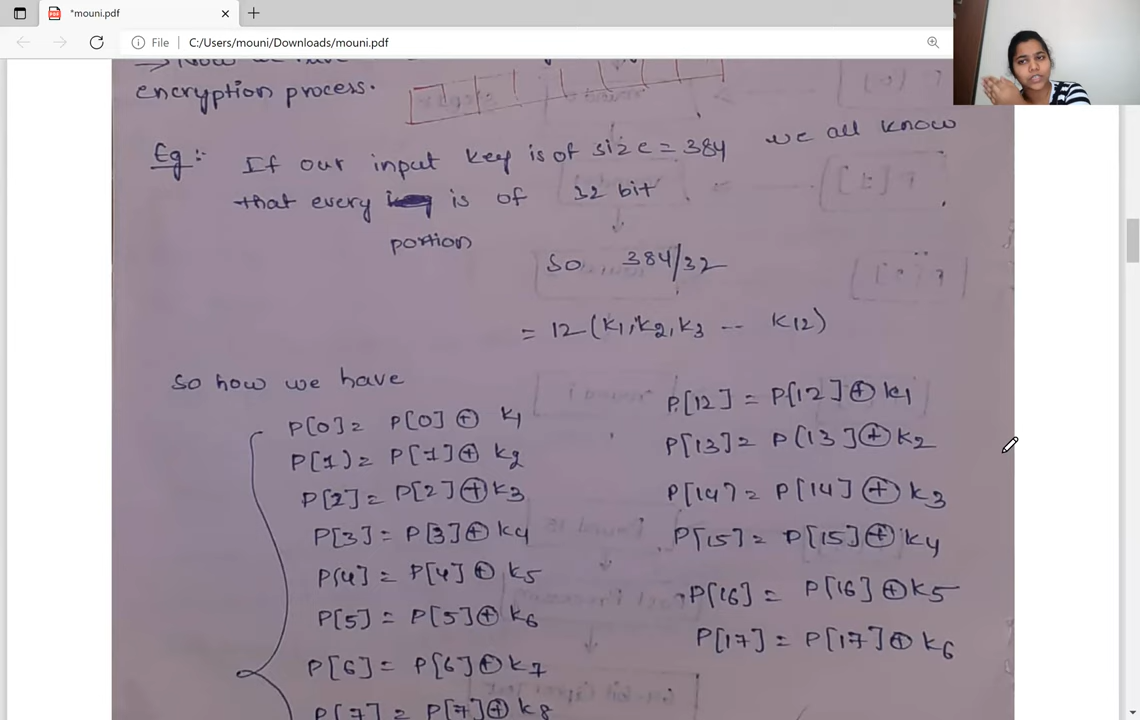 *mouni.pdf
File
C:/Users/mouni/Downloads/mouni.pdf
encryption process.
Eg:- If our input key is of size = 384 we all know
that every is of 32 bit
portion
so 384/32
= 12 (K1, K2, K3 -- K12)
so how we have
P[0] = P[0] ⊕ K1
P[1] = P[1] ⊕ K2
P[2] = P[2] ⊕ K3
P[3] = P[3] ⊕ K4
P[4] = P[4] ⊕ K5
P[5] = P[5] ⊕ K6
P[6] = P[6] ⊕ K7
P[7] = P[7] ⊕ K8
P[12] = P[12] ⊕ K1
P[13] = P[13] ⊕ K2
P[14] = P[14] ⊕ K3
P[15] = P[15] ⊕ K4
P[16] = P[16] ⊕ K5
P[17] = P[17] ⊕ K6